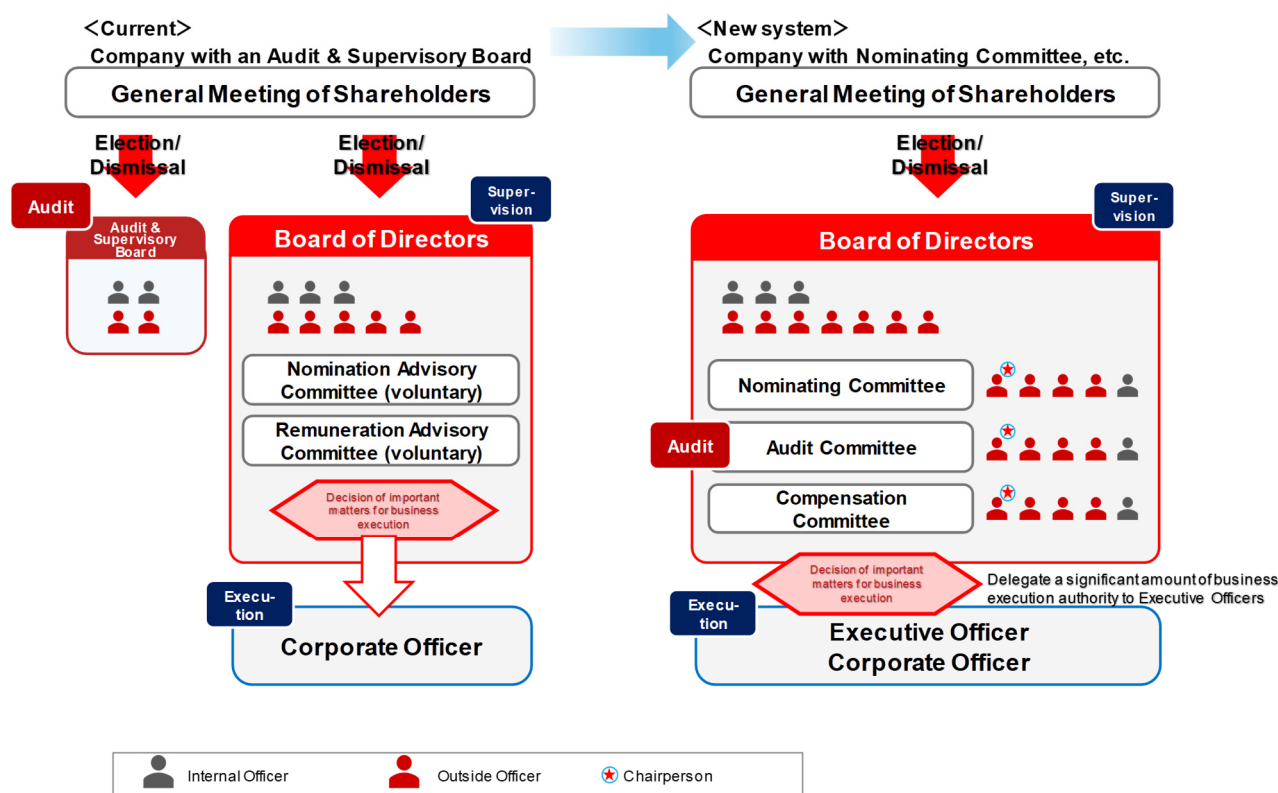 ＜Current＞
Company with an Audit & Supervisory Board
General Meeting of Shareholders
Election/
Dismissal
Election/
Dismissal
Audit
Audit &
Supervisory
Board
Super-
vision
Board of Directors
Nomination Advisory
Committee (voluntary)
Remuneration Advisory
Committee (voluntary)
Decision of important
matters for business
execution
Execu-
tion
Corporate Officer
＜New system＞
Company with Nominating Committee, etc.
General Meeting of Shareholders
Election/
Dismissal
Super-
vision
Board of Directors
Nominating Committee
Audit
Audit Committee
Compensation
Committee
Decision of important
matters for business
execution
Delegate a significant amount of business
execution authority to Executive Officers
Execu-
tion
Executive Officer
Corporate Officer
Internal Officer
Outside Officer
Chairperson